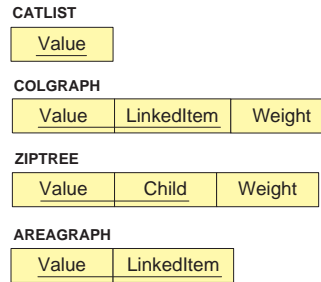 CATLIST
Value
COLGRAPH
Value LinkedItem Weight
ZIPTREE
Value Child Weight
AREAGRAPH
Value LinkedItem